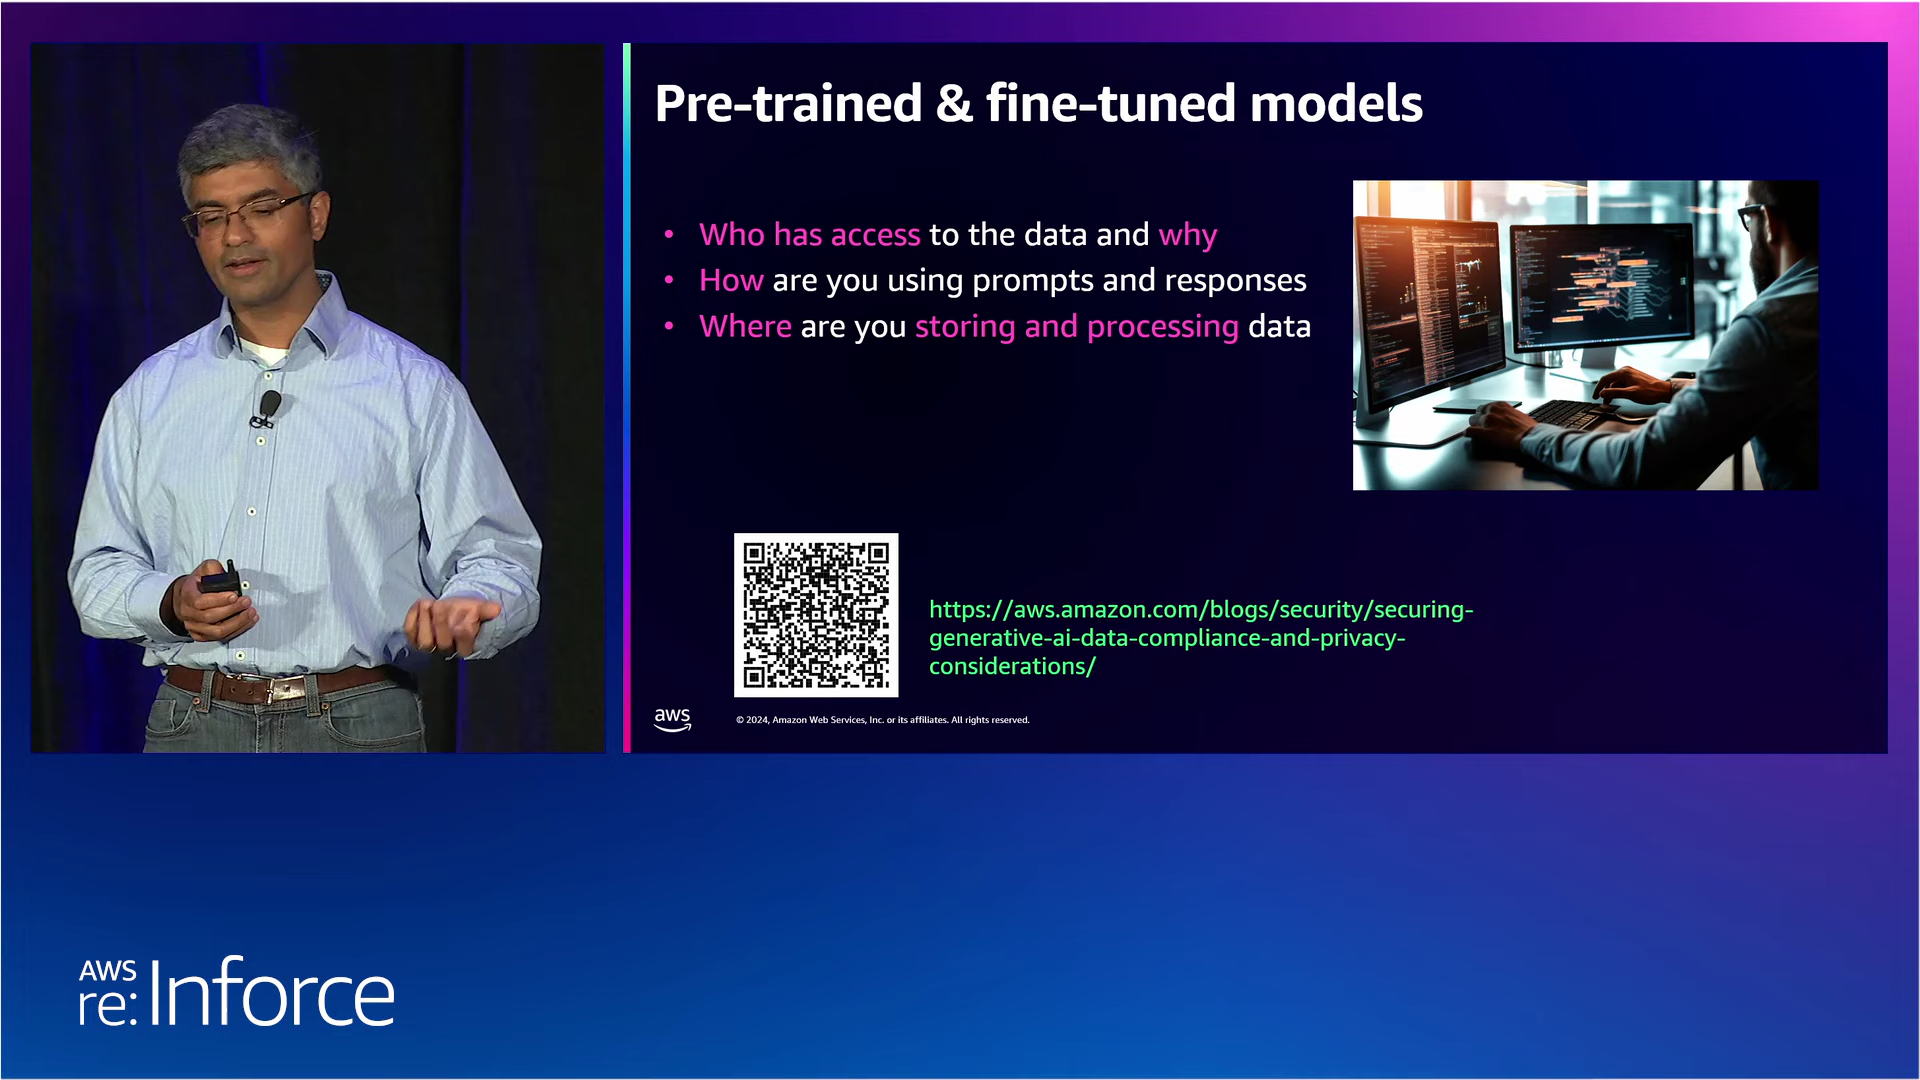 Pre-trained & fine-tuned models
• Who has access to the data and why
• How are you using prompts and responses
• Where are you storing and processing data
https://aws.amazon.com/blogs/security/securing-
generative-ai-data-compliance-and-privacy-
considerations/
aws
© 2024, Amazon Web Services, Inc. or its affiliates. All rights reserved.
AWS
re:Inforce